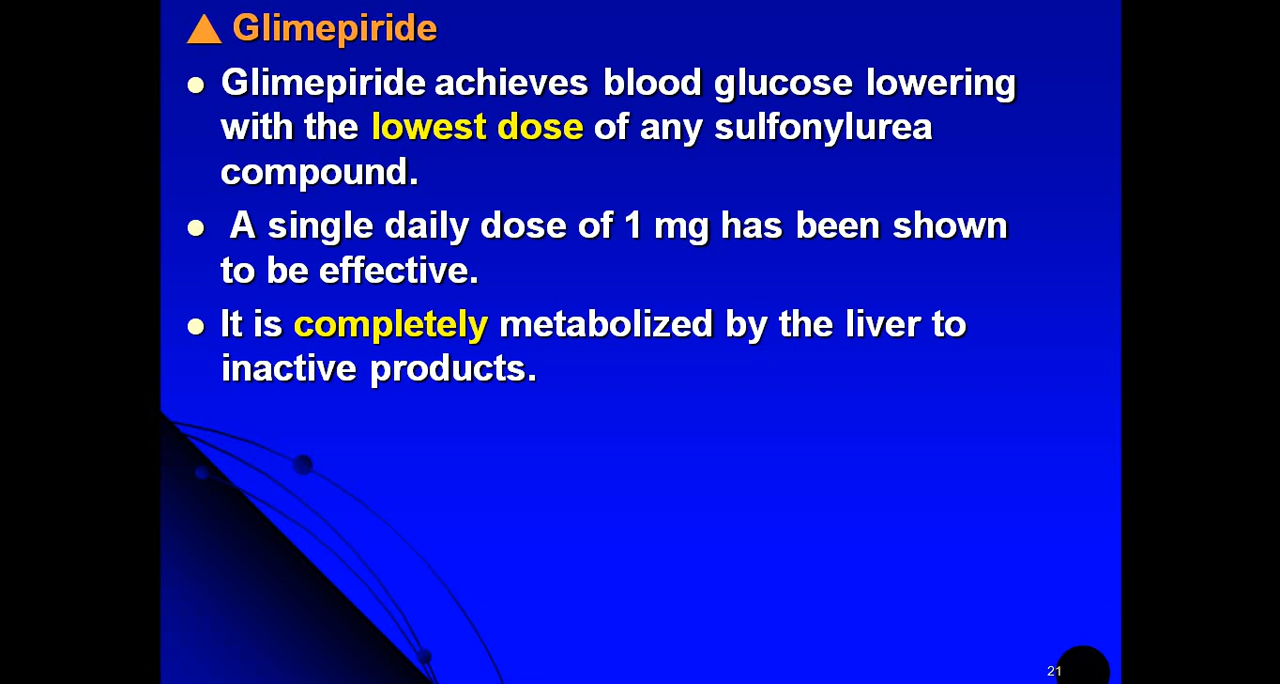 ▲ Glimepiride
● Glimepiride achieves blood glucose lowering
with the lowest dose of any sulfonylurea
compound.
● A single daily dose of 1 mg has been shown
to be effective.
● It is completely metabolized by the liver to
inactive products.
21